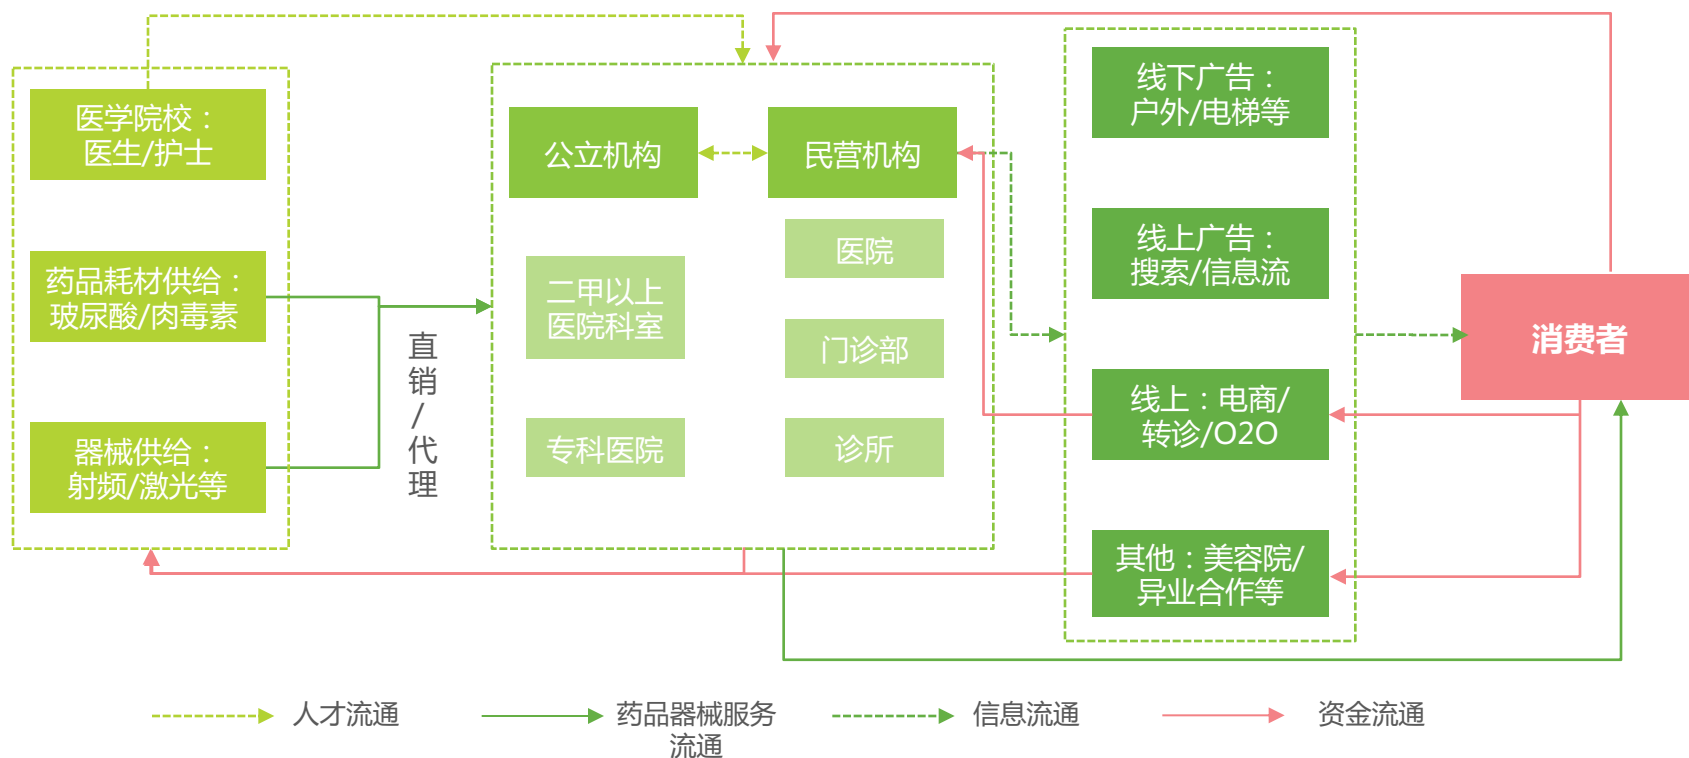 医学院校：
医生/护士
药品耗材供给：
玻尿酸/肉毒素
器械供给：
射频/激光等
直销/代理
公立机构
二甲以上
医院科室
专科医院
民营机构
医院
门诊部
诊所
线下广告：
户外/电梯等
线上广告：
搜索/信息流
线上：电商/
转诊/O2O
其他：美容院/
异业合作等
消费者
人才流通
药品器械服务
流通
信息流通
资金流通